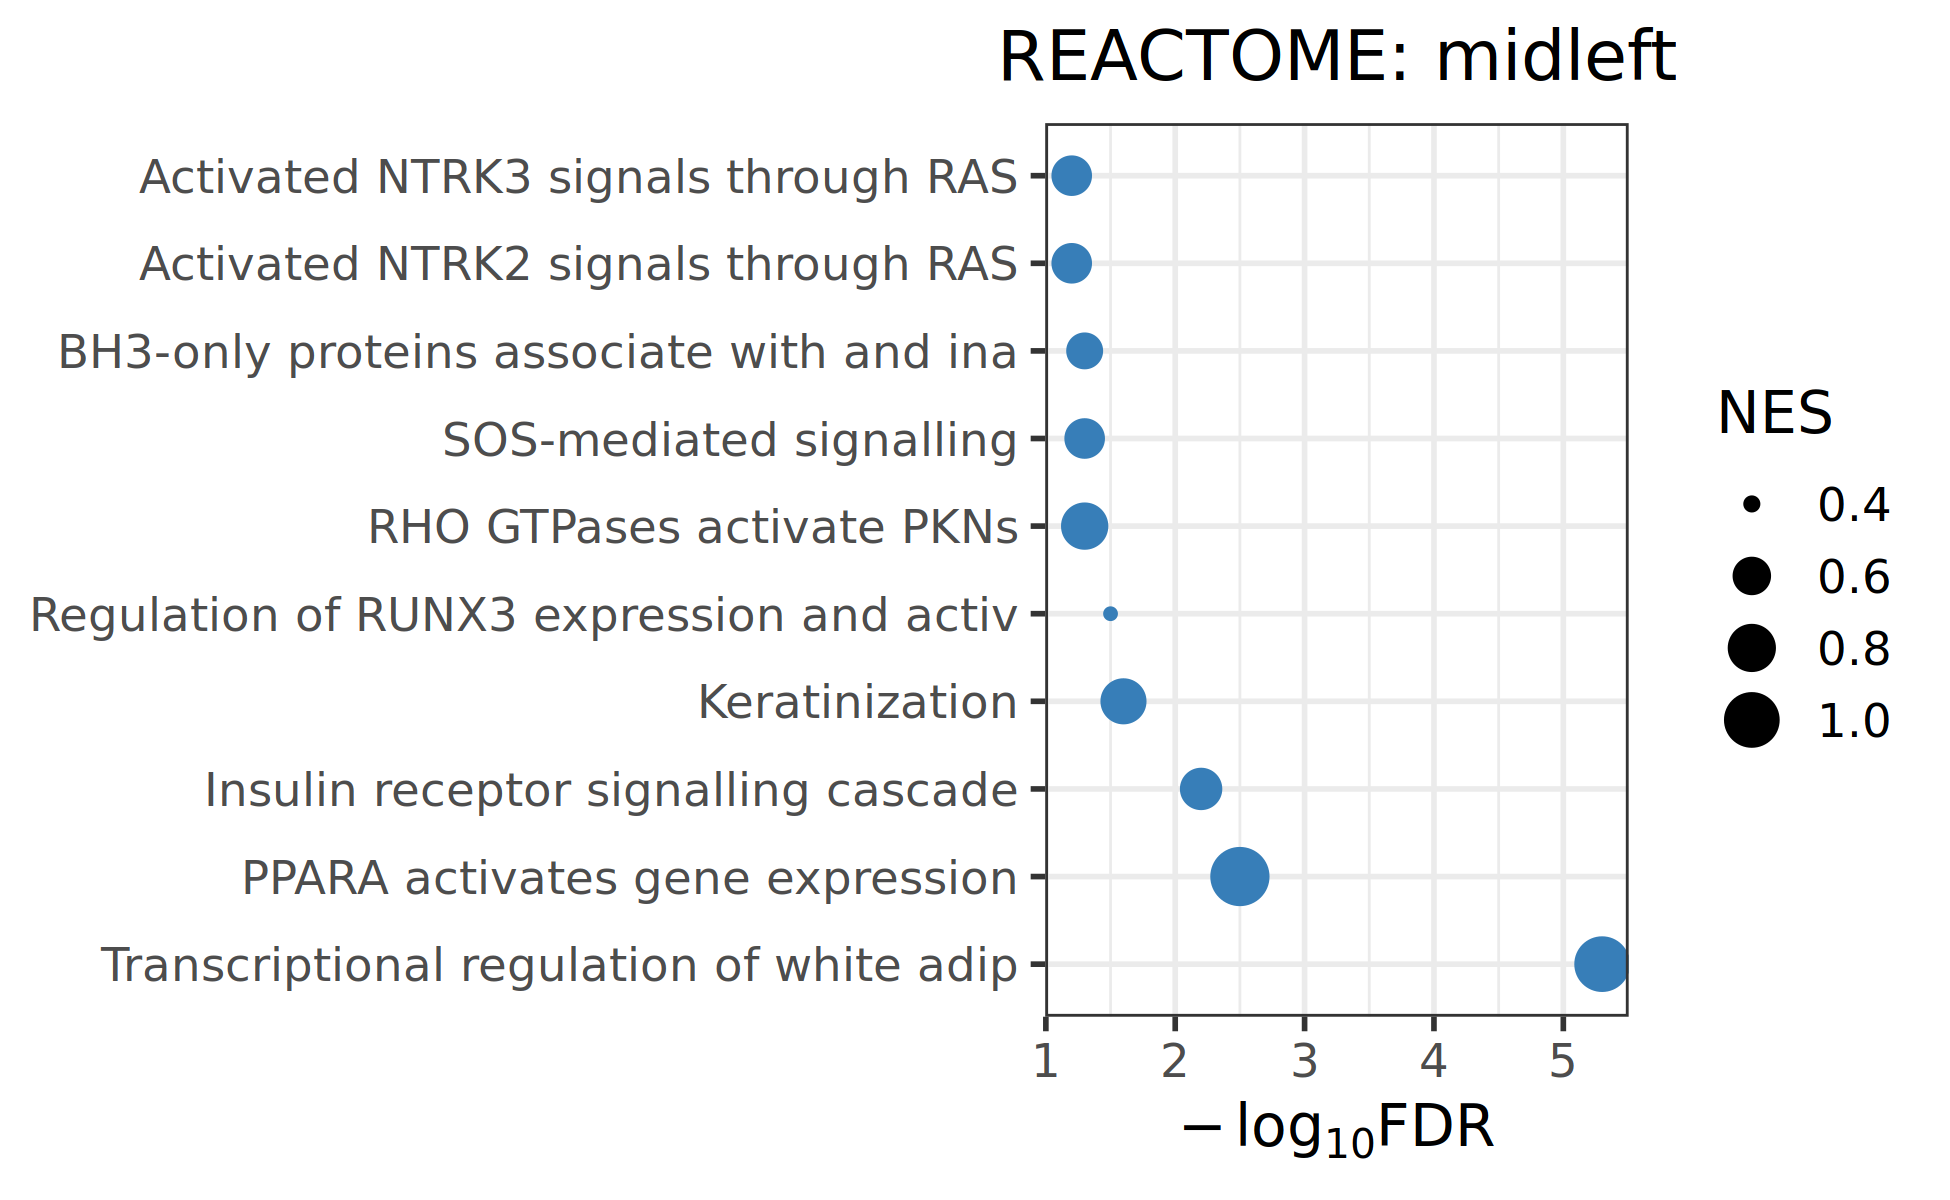 REACTOME: midleft
Activated NTRK3 signals through RAS
Activated NTRK2 signals through RAS
BH3-only proteins associate with and ina
SOS-mediated signalling
RHO GTPases activate PKNs
Regulation of RUNX3 expression and activ
Keratinization
Insulin receptor signalling cascade
PPARA activates gene expression
Transcriptional regulation of white adip
1 2 3 4 5
− log₁₀FDR
NES
0.4
0.6
0.8
1.0